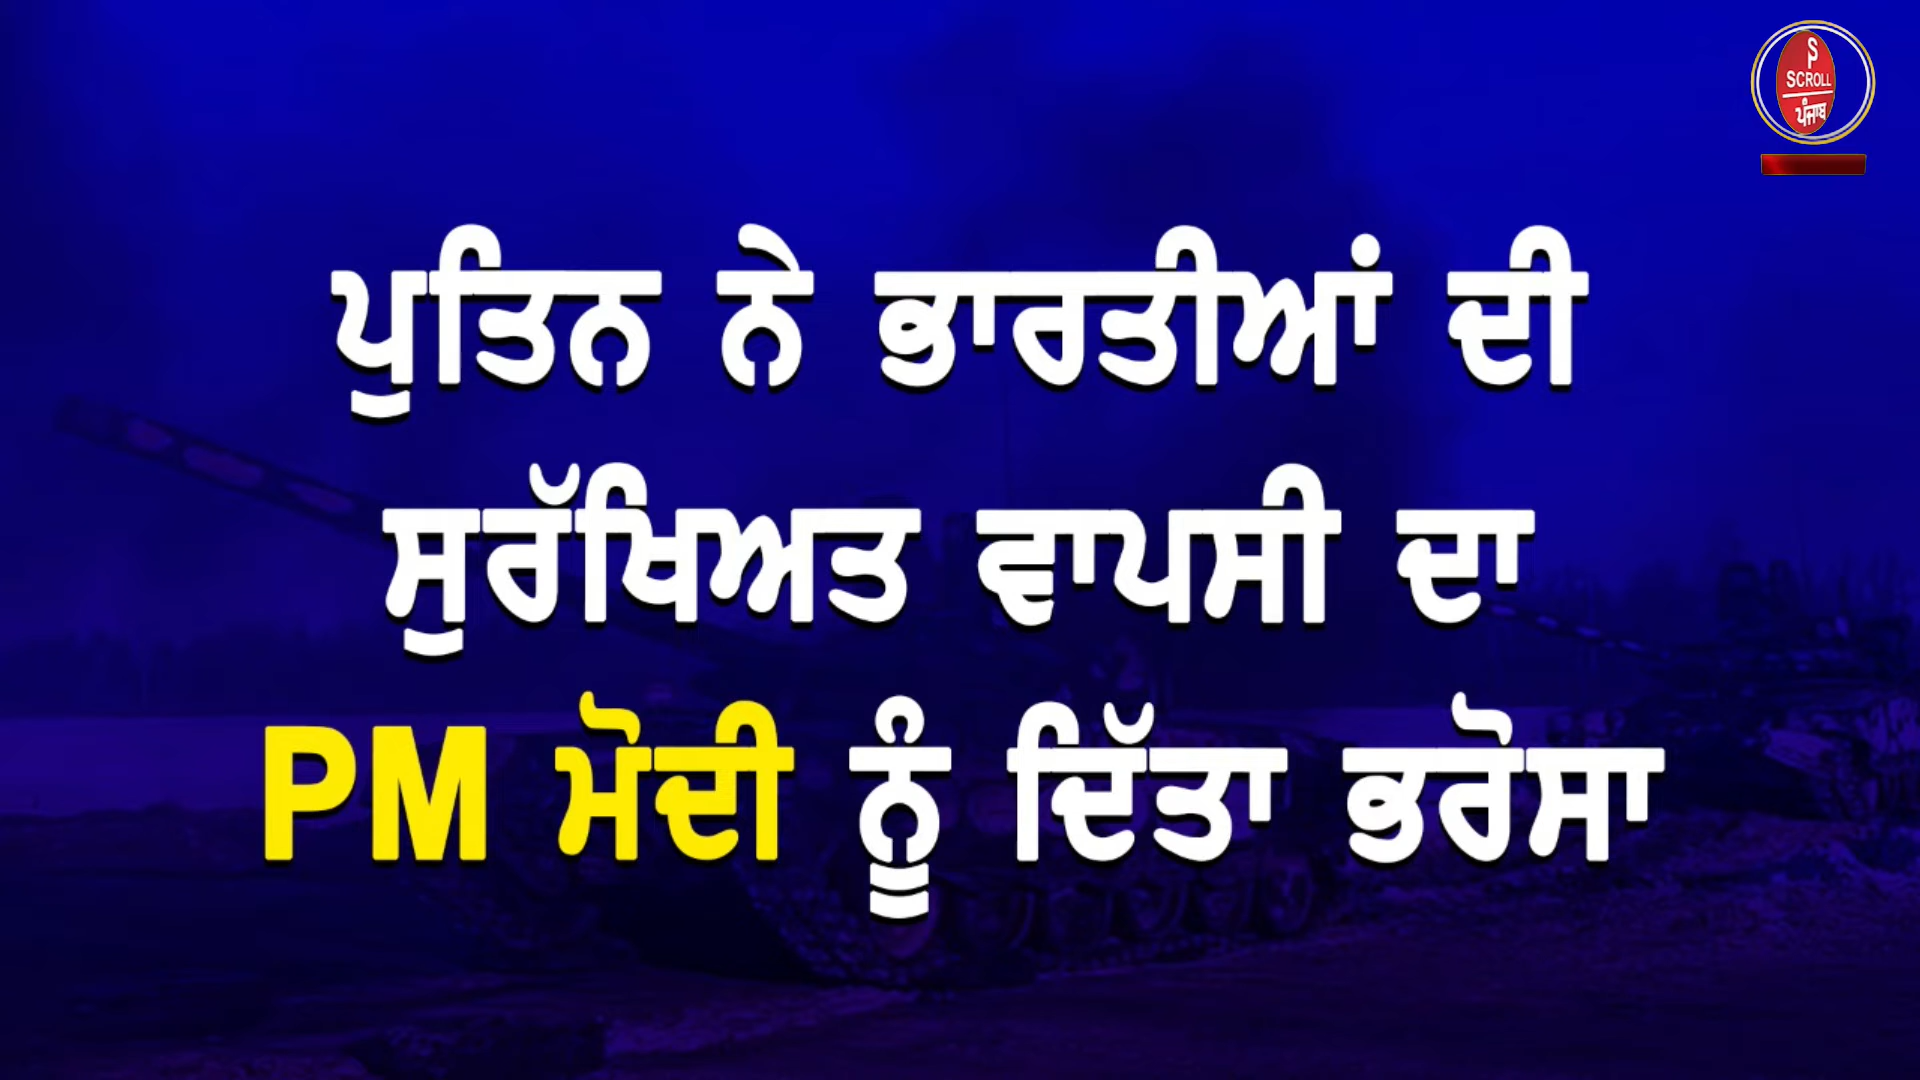 S
P
SCROLL
ਪੰਜਾਬ
ਪੁਤਿਨ ਨੇ ਭਾਰਤੀਆਂ ਦੀ
ਸੁਰੱਖਿਅਤ ਵਾਪਸੀ ਦਾ
PM ਮੋਦੀ ਨੂੰ ਦਿੱਤਾ ਭਰੋਸਾ